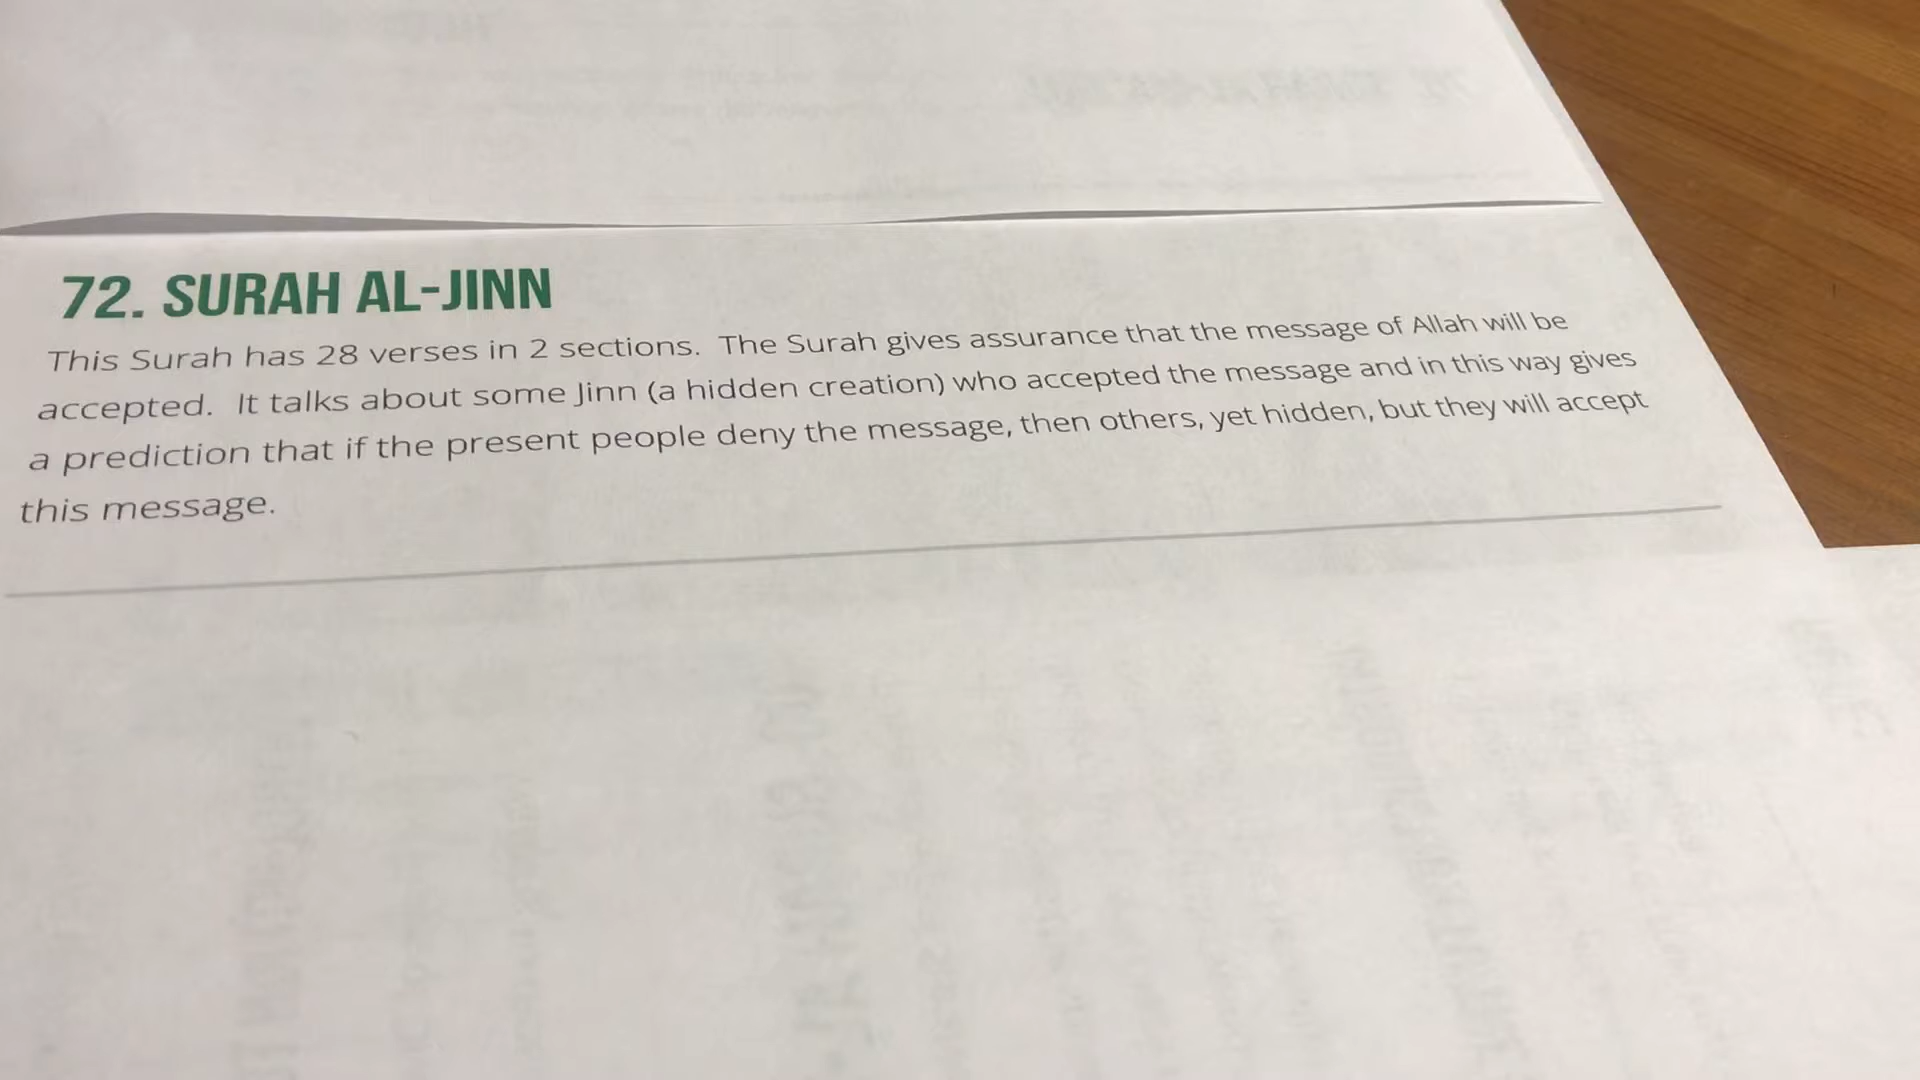 72. SURAH AL-JINN
This Surah has 28 verses in 2 sections. The Surah gives assurance that the message of Allah will be
accepted. It talks about some Jinn (a hidden creation) who accepted the message and in this way gives
a prediction that if the present people deny the message, then others, yet hidden, but they will accept
this message.